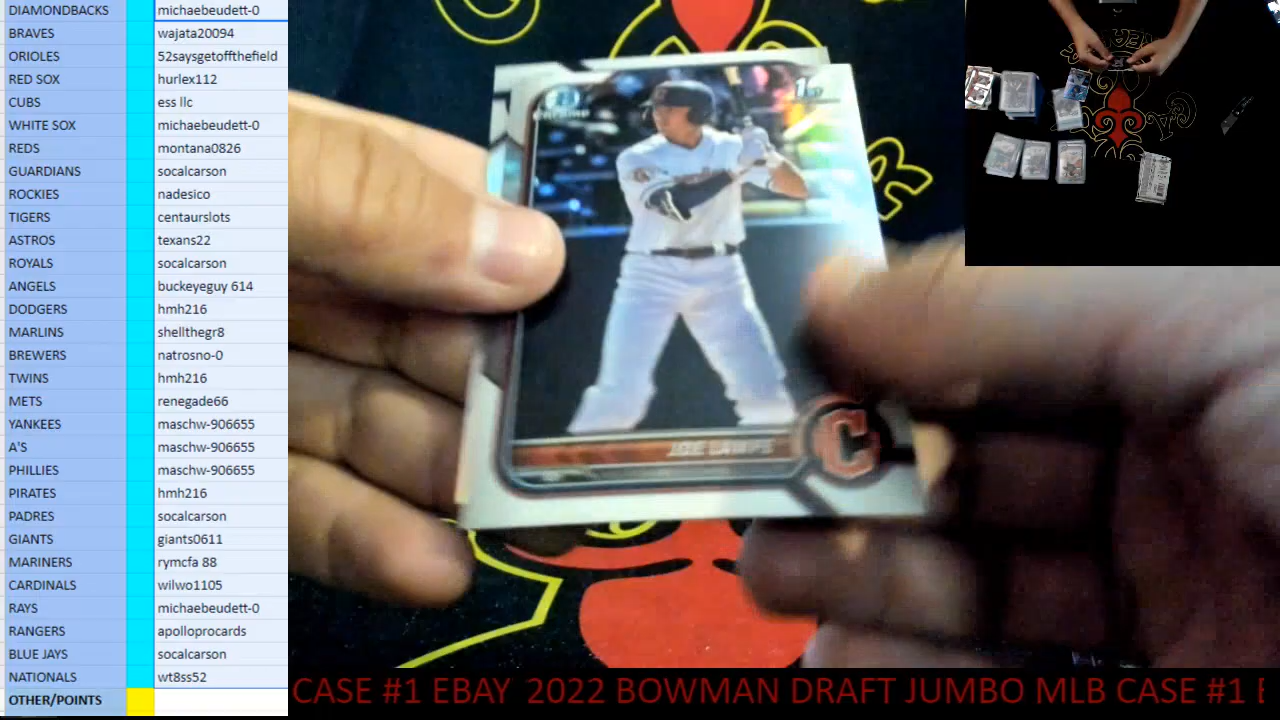 DIAMONDBACKS michaebeudett-0
BRAVES wajata20094
ORIOLES 52saysgetoffthefield
RED SOX hurlex112
CUBS ess llc
WHITE SOX michaebeudett-0
REDS montana0826
GUARDIANS socalcarson
ROCKIES nadesico
TIGERS centaurslots
ASTROS texans22
ROYALS socalcarson
ANGELS buckeyeguy 614
DODGERS hmh216
MARLINS shellthegr8
BREWERS natrosno-0
TWINS hmh216
METS renegade66
YANKEES maschw-906655
A'S maschw-906655
PHILLIES maschw-906655
PIRATES hmh216
PADRES socalcarson
GIANTS giants0611
MARINERS rymcfa 88
CARDINALS wilwo1105
RAYS michaebeudett-0
RANGERS apolloprocards
BLUE JAYS socalcarson
NATIONALS wt8ss52
OTHER/POINTS
1st
C
CASE #1 EBAY 2022 BOWMAN DRAFT JUMBO MLB CASE #1 E